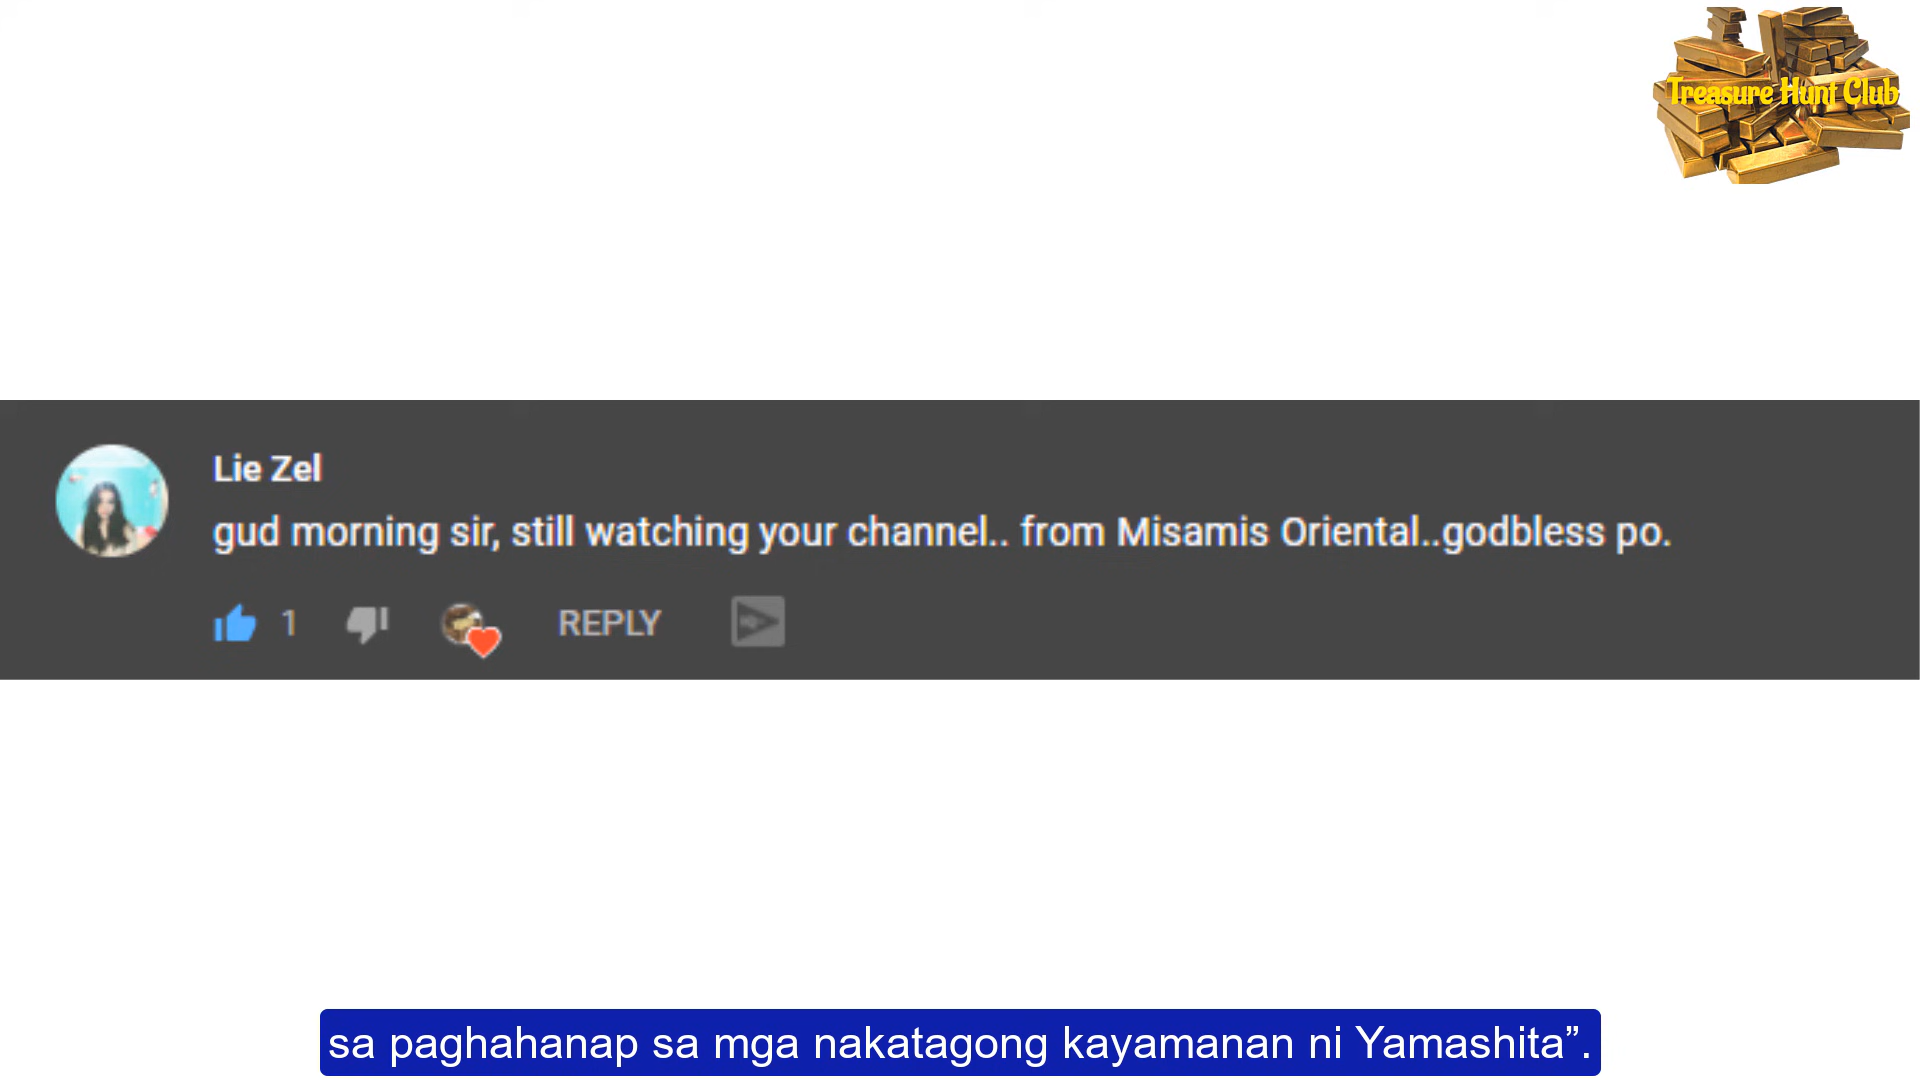 Treasure Hunt Club
Lie Zel
gud morning sir, still watching your channel.. from Misamis Oriental..godbless po.
1 REPLY
sa paghahanap sa mga nakatagong kayamanan ni Yamashita”.